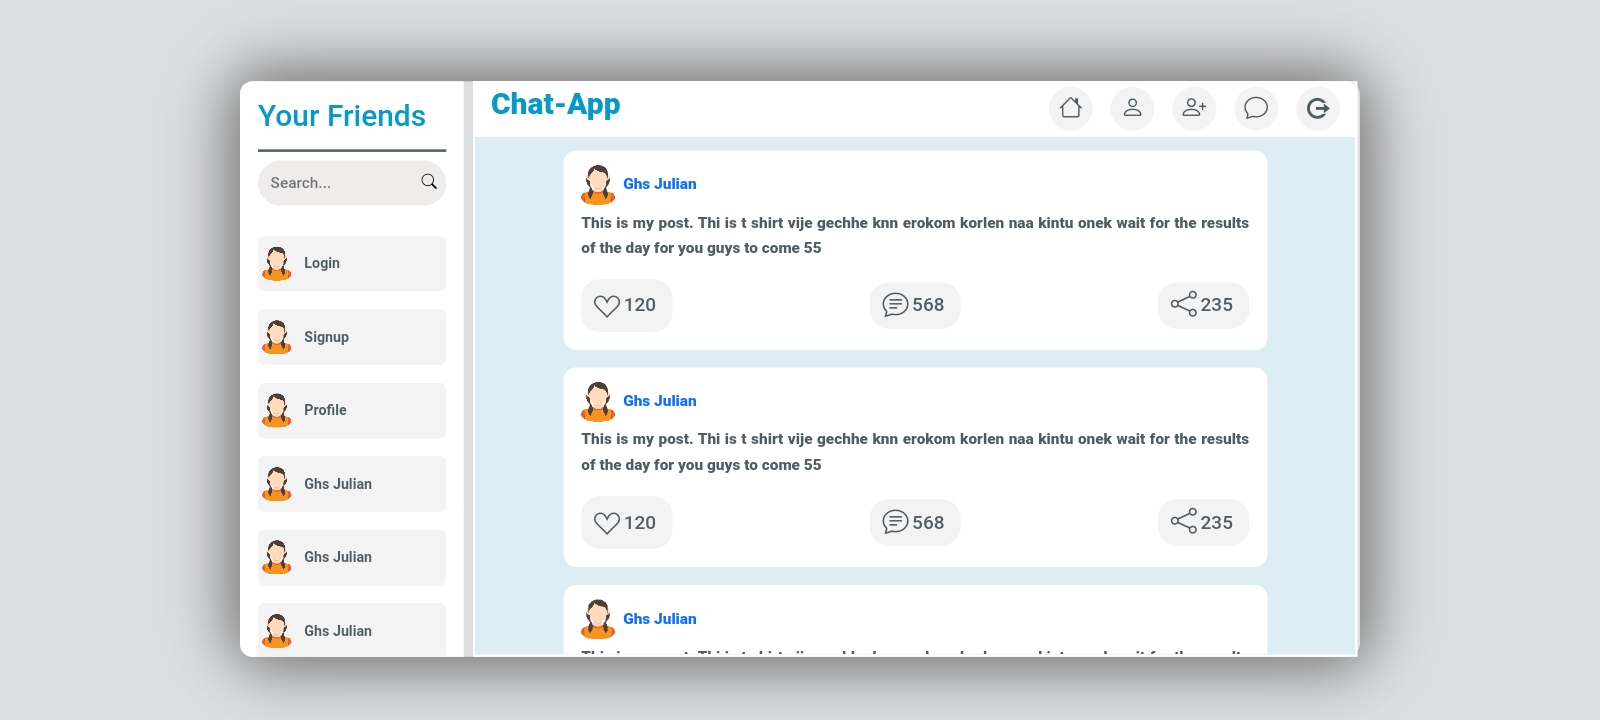 Your Friends
Search...
Login
Signup
Profile
Ghs Julian
Ghs Julian
Ghs Julian
Chat-App
Ghs Julian
This is my post. Thi is t shirt vije gechhe knn erokom korlen naa kintu onek wait for the results
of the day for you guys to come 55
120 568 235
Ghs Julian
This is my post. Thi is t shirt vije gechhe knn erokom korlen naa kintu onek wait for the results
of the day for you guys to come 55
120 568 235
Ghs Julian